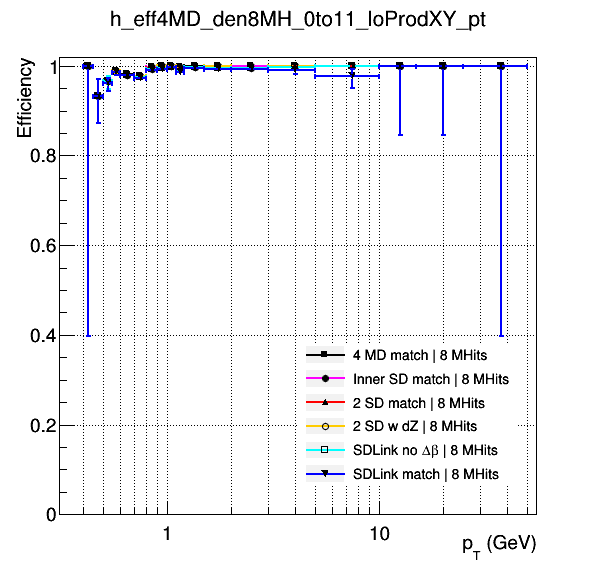 h_eff4MD_den8MH_0to11_loProdXY_pt
Efficiency
1
0.8
0.6
0.4
0.2
0
4 MD match | 8 MHits
Inner SD match | 8 MHits
2 SD match | 8 MHits
2 SD w dZ | 8 MHits
SDLink no Δβ | 8 MHits
SDLink match | 8 MHits
1 10
p_T (GeV)